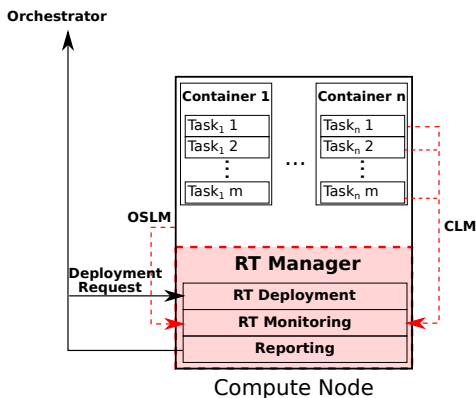 Orchestrator
Container 1
Task₁ 1
Task₁ 2
⋮
Task₁ m
...
Container n
Taskₙ 1
Taskₙ 2
⋮
Taskₙ m
OSLM
CLM
RT Manager
Deployment
Request
RT Deployment
RT Monitoring
Reporting
Compute Node